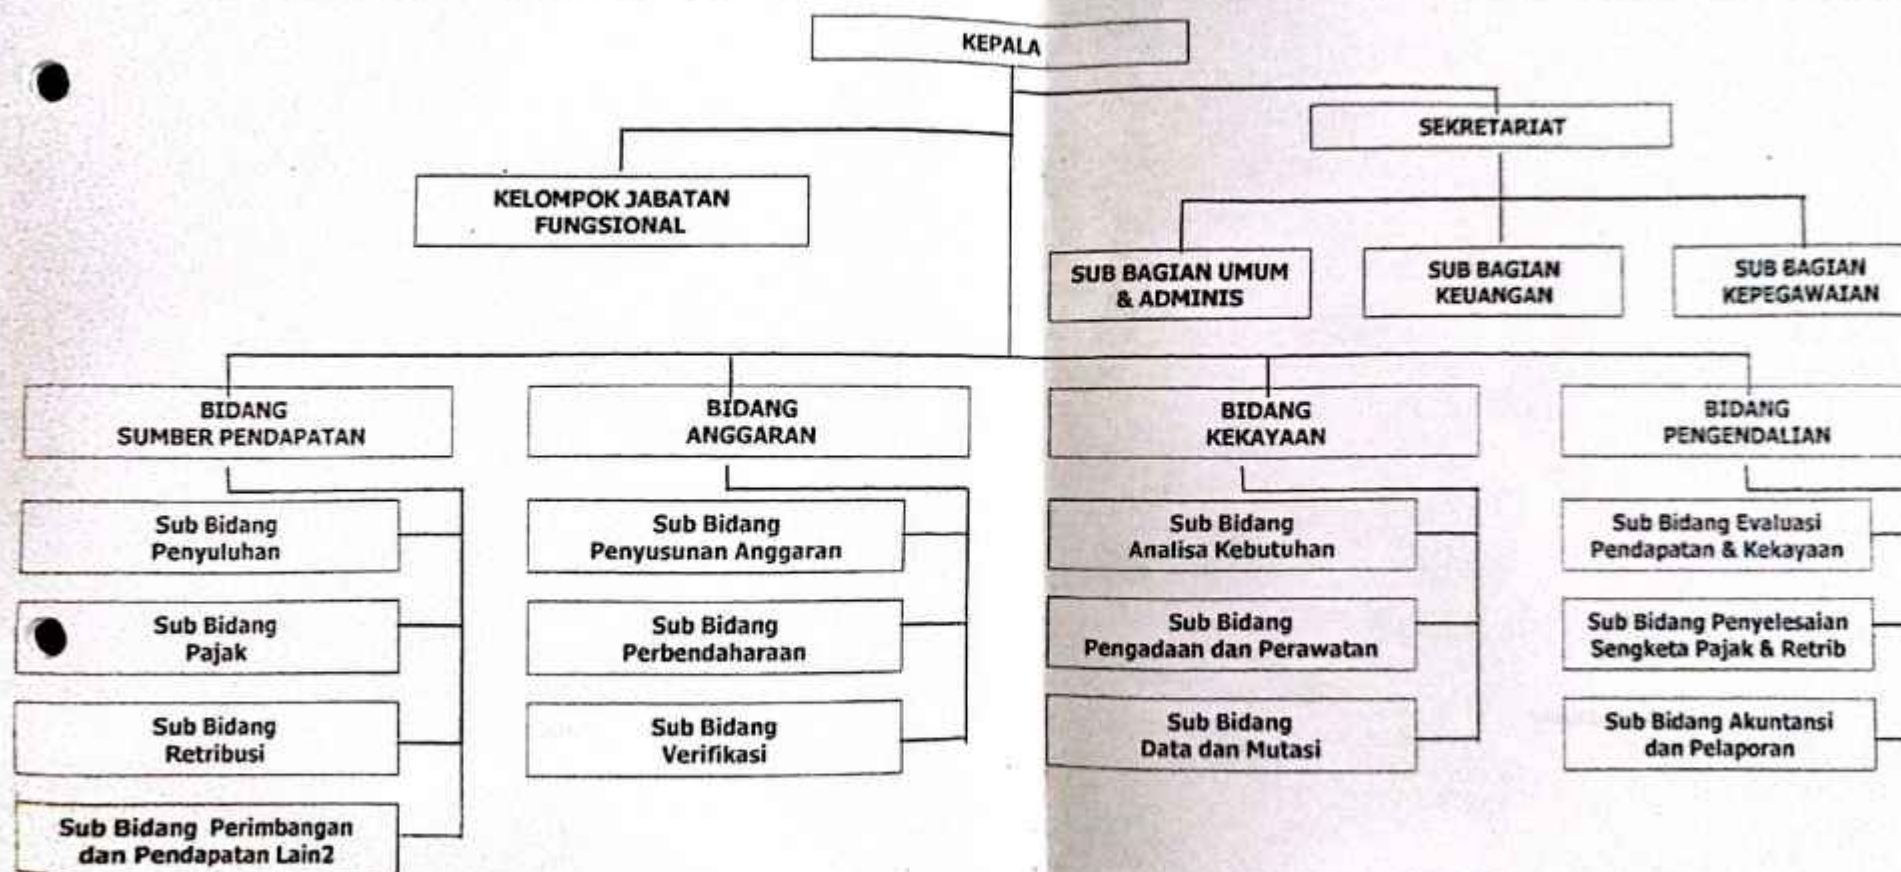 KEPALA
SEKRETARIAT
KELOMPOK JABATAN
FUNGSIONAL
SUB BAGIAN UMUM
& ADMINIS
SUB BAGIAN
KEUANGAN
SUB BAGIAN
KEPEGAWAIAN
BIDANG
SUMBER PENDAPATAN
BIDANG
ANGGARAN
BIDANG
KEKAYAAN
BIDANG
PENGENDALIAN
Sub Bidang
Penyuluhan
Sub Bidang
Penyusunan Anggaran
Sub Bidang
Analisa Kebutuhan
Sub Bidang Evaluasi
Pendapatan & Kekayaan
Sub Bidang
Pajak
Sub Bidang
Perbendaharaan
Sub Bidang
Pengadaan dan Perawatan
Sub Bidang Penyelesaian
Sengketa Pajak & Retrib
Sub Bidang
Retribusi
Sub Bidang
Verifikasi
Sub Bidang
Data dan Mutasi
Sub Bidang Akuntansi
dan Pelaporan
Sub Bidang Perimbangan
dan Pendapatan Lain2